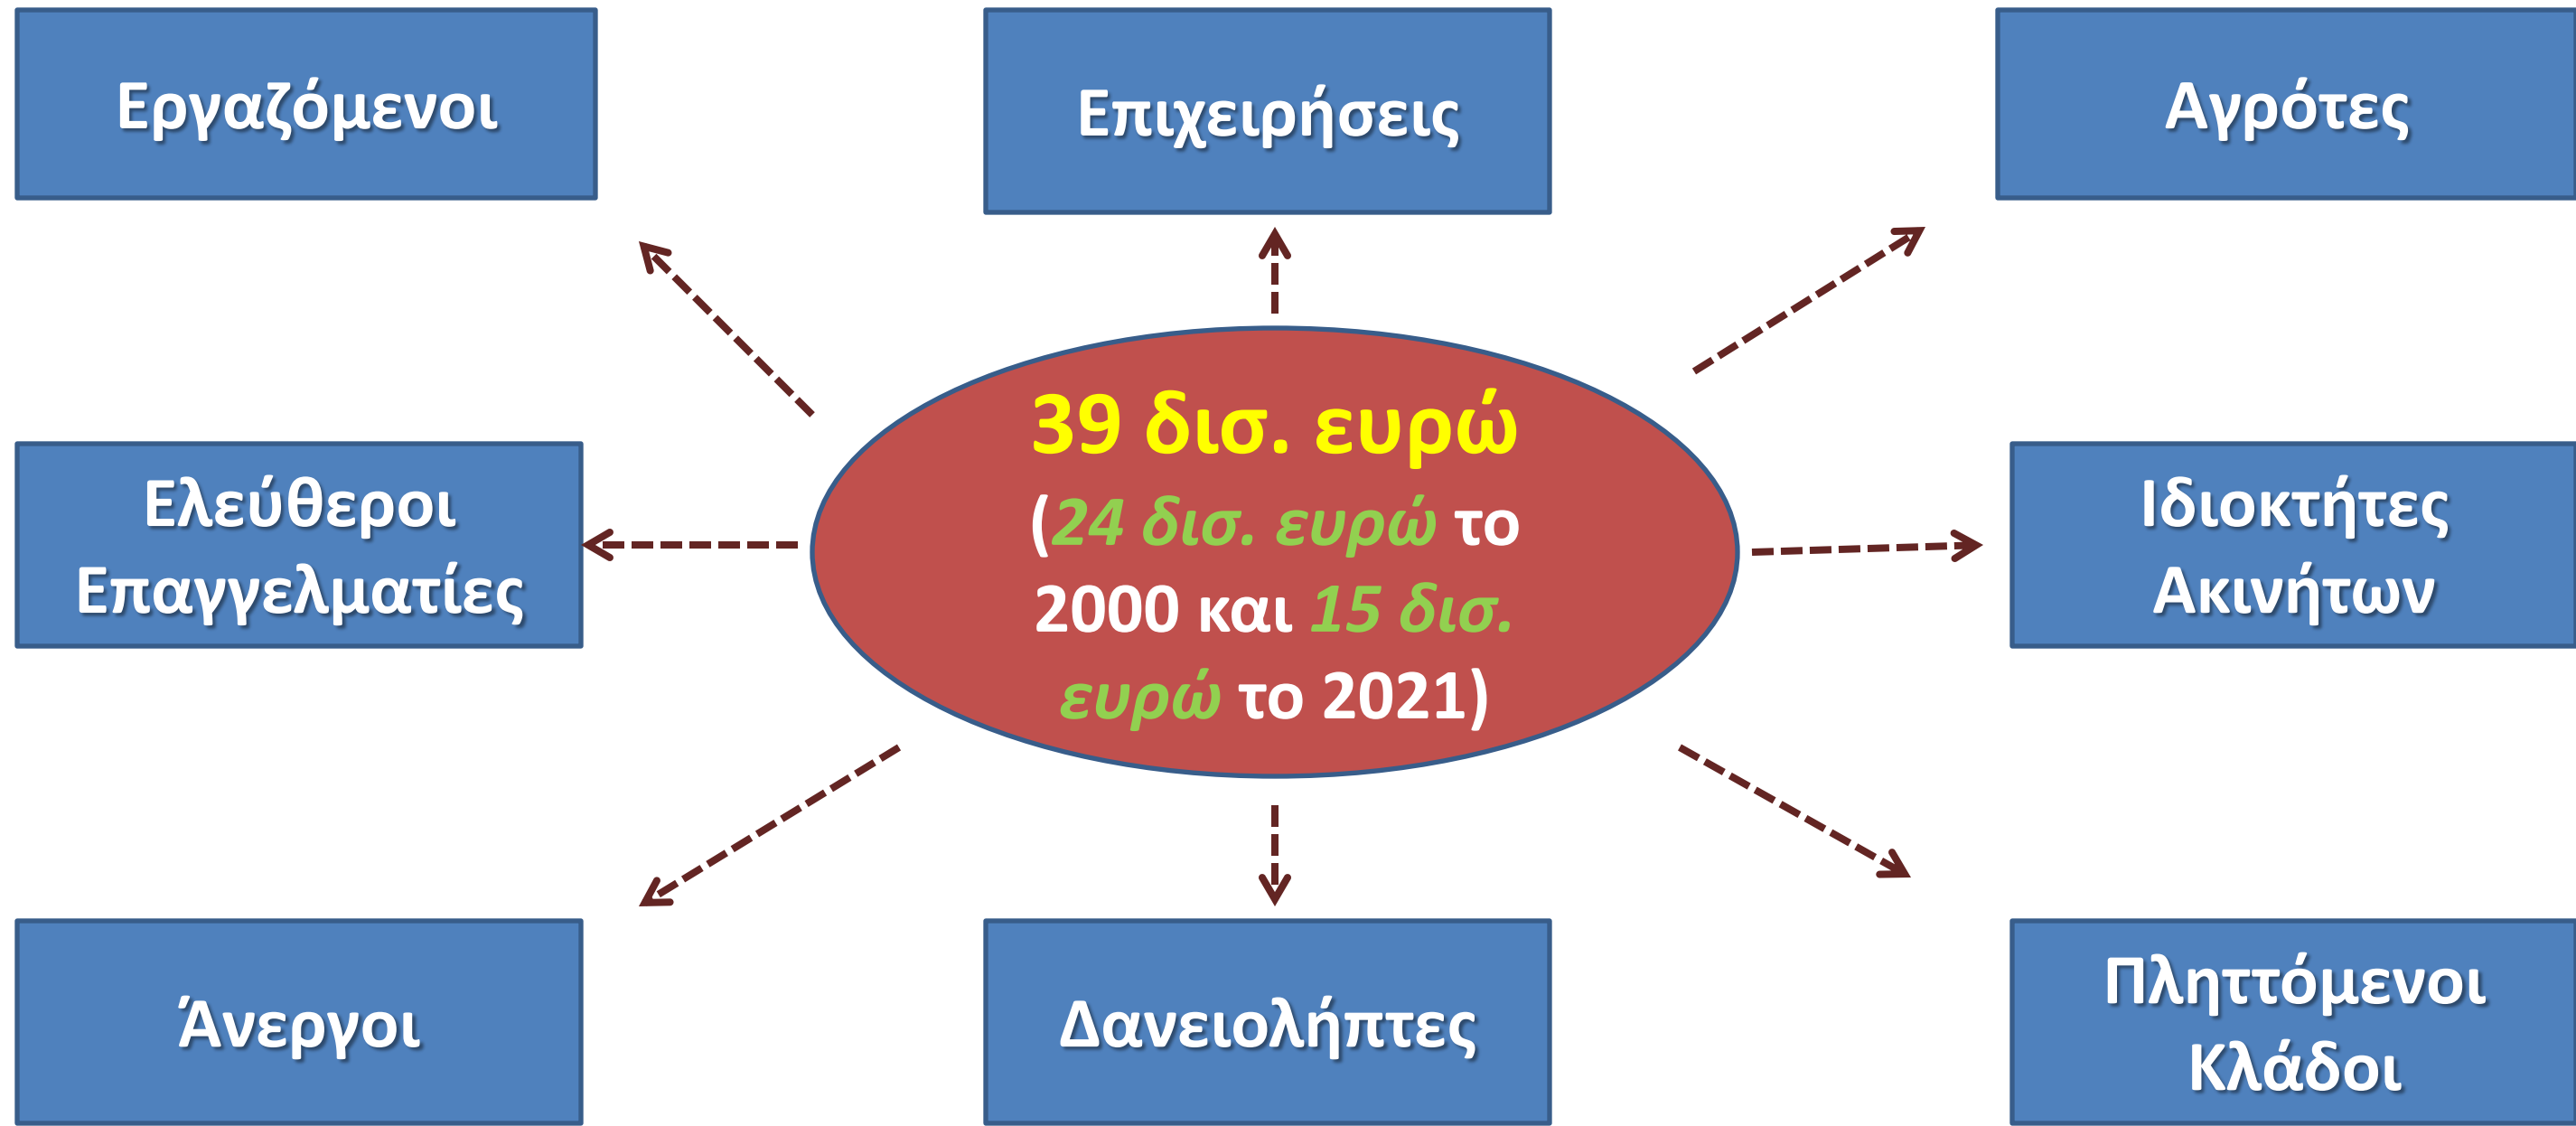 Εργαζόμενοι
Επιχειρήσεις
Αγρότες
39 δισ. ευρώ
(24 δισ. ευρώ το
2000 και 15 δισ.
ευρώ το 2021)
Ελεύθεροι
Επαγγελματίες
Ιδιοκτήτες
Ακινήτων
Άνεργοι
Δανειολήπτες
Πληττόμενοι
Κλάδοι